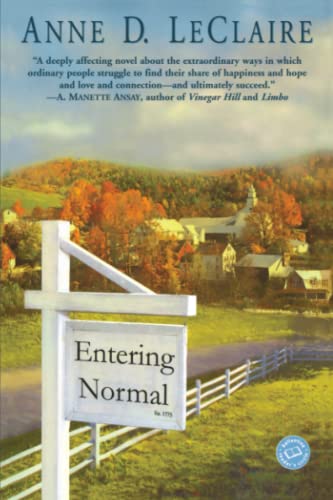 ANNE D. LECLAIRE
“A deeply affecting novel about the extraordinary ways in which
ordinary people struggle to find their share of happiness and hope
and love and connection—and ultimately succeed.”
—A. MANETTE ANSAY, author of Vinegar Hill and Limbo
Entering
Normal
Est. 1775